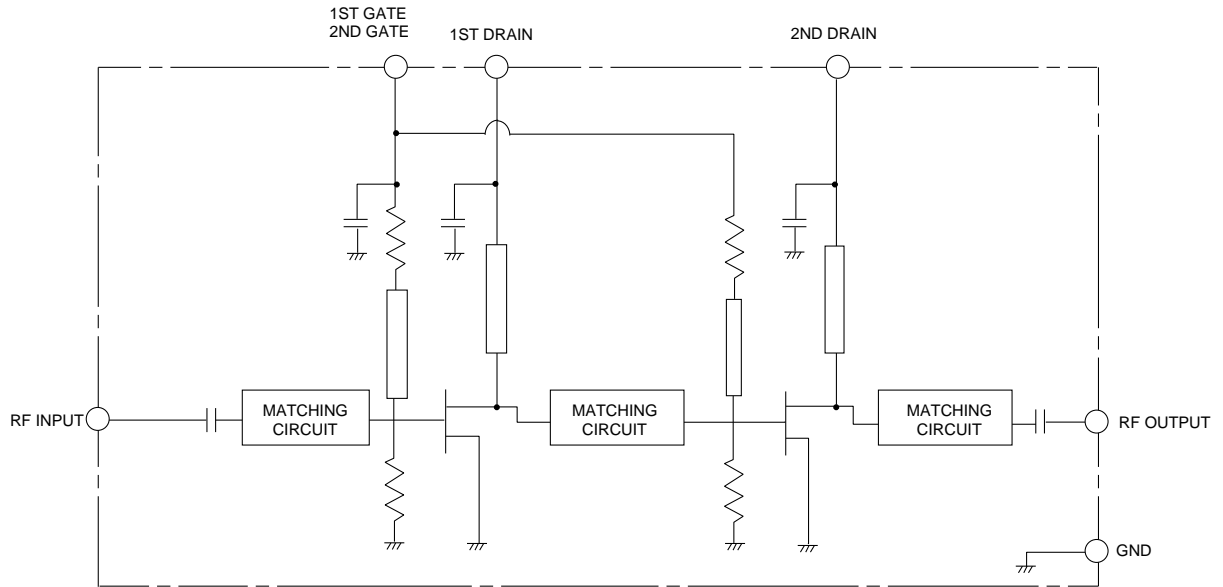 1ST GATE
2ND GATE
1ST DRAIN
2ND DRAIN
RF INPUT
MATCHING
CIRCUIT
MATCHING
CIRCUIT
MATCHING
CIRCUIT
RF OUTPUT
GND